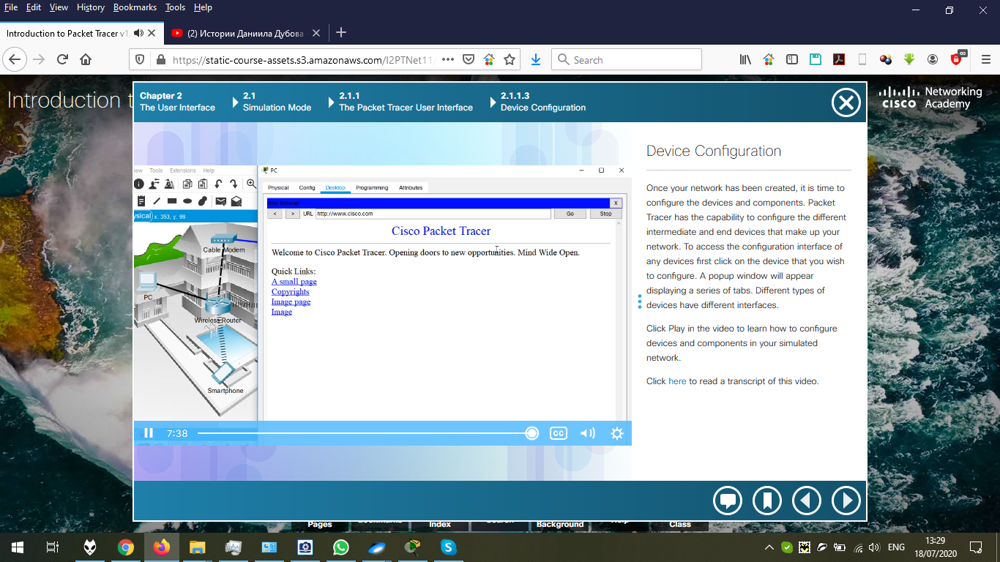 File Edit View History Bookmarks Tools Help
Introduction to Packet Tracer v1
(2) Истории Даниила Дубова
https://static-course-assets.s3.amazonaws.com/I2PTNet11/
Search
Introduction t
Chapter 2
The User Interface
2.1
Simulation Mode
2.1.1
The Packet Tracer User Interface
2.1.1.3
Device Configuration
Networking
CISCO Academy
iew Tools Extensions Help
ysical x: 353, y: 99
Cable Modem
PC
Wireless Router
Smartphone
PC
Physical Config Desktop Programming Attributes
Web Browser
X
< > URL http://www.cisco.com Go Stop
Cisco Packet Tracer
Welcome to Cisco Packet Tracer. Opening doors to new opportunities. Mind Wide Open.
Quick Links:
A small page
Copyrights
Image page
Image
7:38
CC
Device Configuration
Once your network has been created, it is time to
configure the devices and components. Packet
Tracer has the capability to configure the different
intermediate and end devices that make up your
network. To access the configuration interface of
any devices first click on the device that you wish
to configure. A popup window will appear
displaying a series of tabs. Different types of
devices have different interfaces.
Click Play in the video to learn how to configure
devices and components in your simulated
network.
Click here to read a transcript of this video.
Pages Bookmarks Index Search Background Help Class
ENG
13:29
18/07/2020